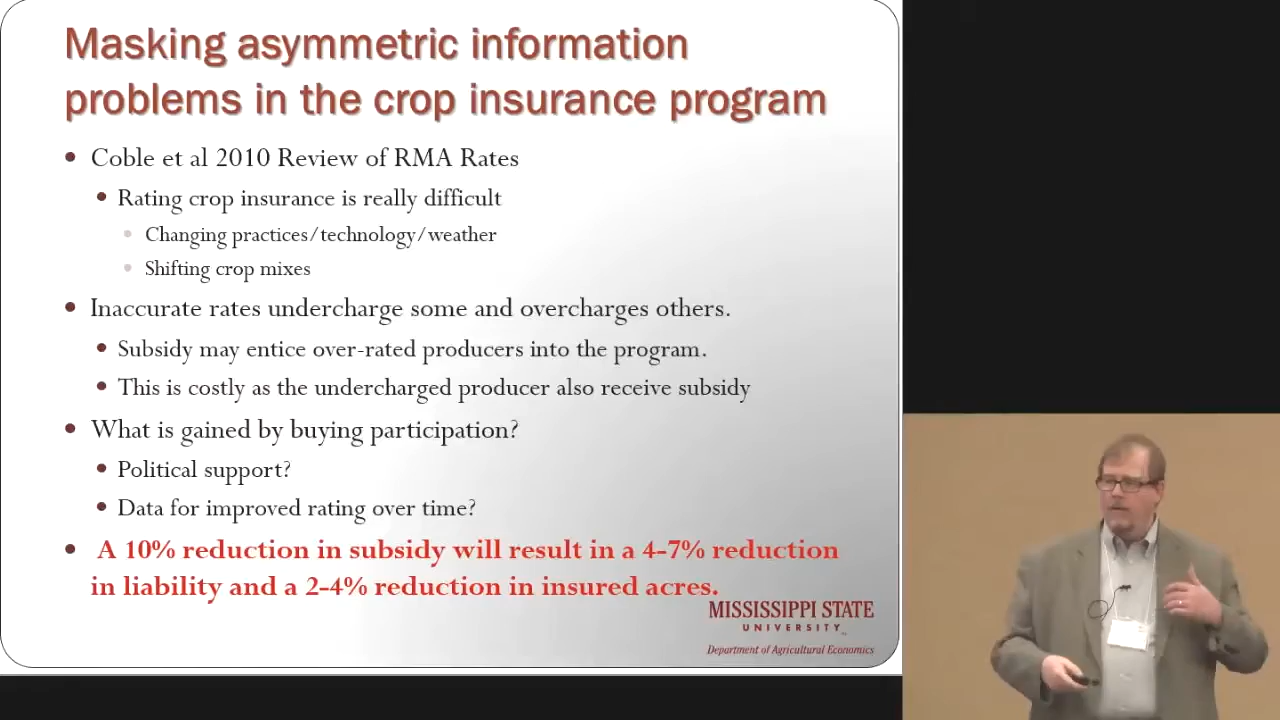 Masking asymmetric information
problems in the crop insurance program
Coble et al 2010 Review of RMA Rates
Rating crop insurance is really difficult
Changing practices/technology/weather
Shifting crop mixes
Inaccurate rates undercharge some and overcharges others.
Subsidy may entice over-rated producers into the program.
This is costly as the undercharged producer also receive subsidy
What is gained by buying participation?
Political support?
Data for improved rating over time?
A 10% reduction in subsidy will result in a 4-7% reduction
in liability and a 2-4% reduction in insured acres.
MISSISSIPPI STATE
UNIVERSITY
Department of Agricultural Economics